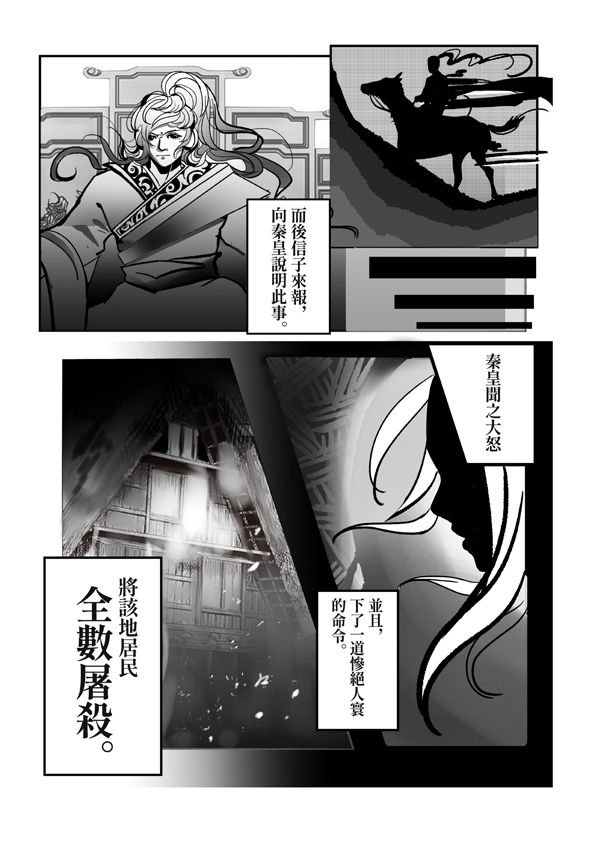 而後信子來報，
向秦皇說明此事。
秦皇聞之大怒
並且，
下了一道慘絕人寰
的命令。
將該地居民
全數屠殺。